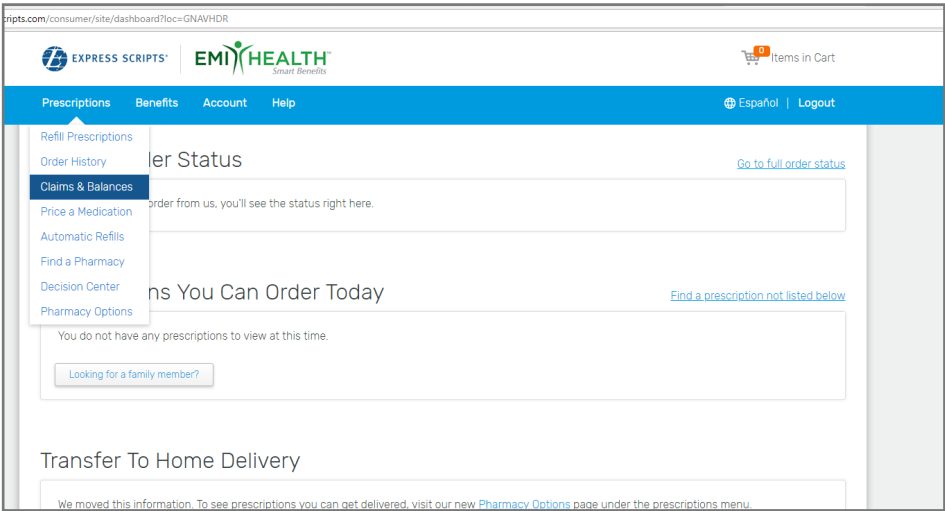 cripts.com/consumer/site/dashboard?loc=GNAVHDR
EXPRESS SCRIPTS®
EMI HEALTH
Smart Benefits
0 Items in Cart
Prescriptions Benefits Account Help Español | Logout
Refill Prescriptions
Order History
Claims & Balances
Price a Medication
Automatic Refills
Find a Pharmacy
Decision Center
Pharmacy Options
der Status
Go to full order status
order from us, you'll see the status right here.
ns You Can Order Today
Find a prescription not listed below
You do not have any prescriptions to view at this time.
Looking for a family member?
Transfer To Home Delivery
We moved this information. To see prescriptions you can get delivered, visit our new Pharmacy Options page under the prescriptions menu.